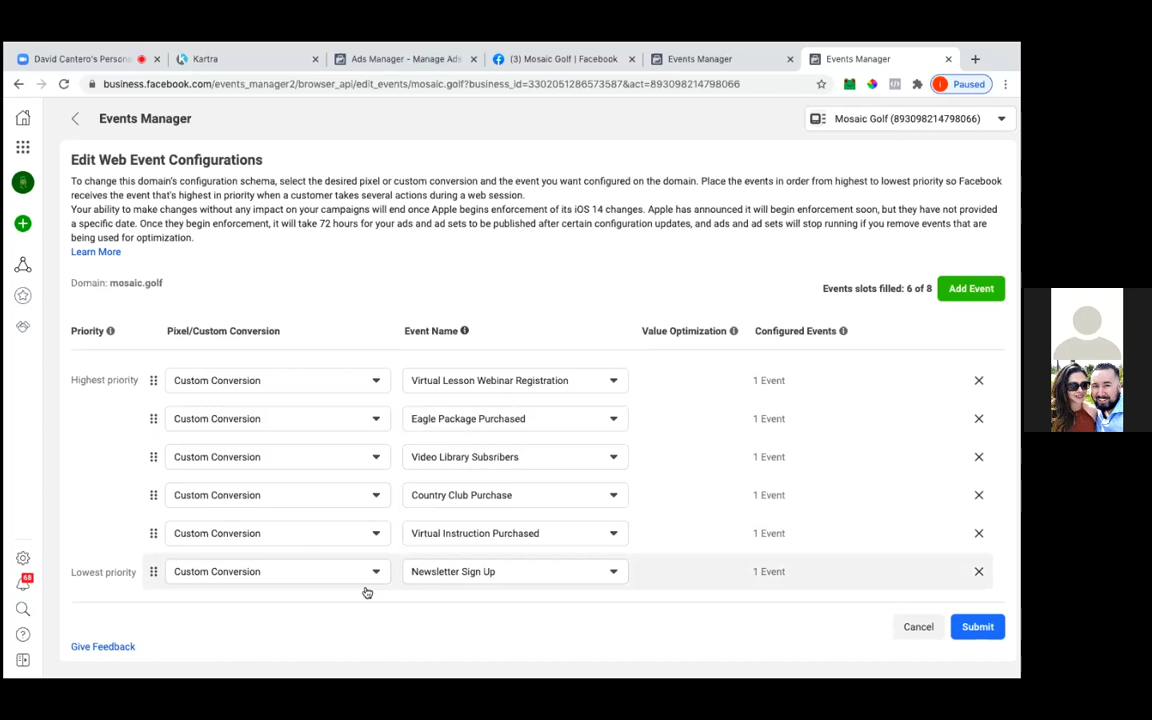 David Cantero's Persona
Kartra
Ads Manager - Manage Ads
(3) Mosaic Golf | Facebook
Events Manager
Events Manager
business.facebook.com/events_manager2/browser_api/edit_events/mosaic.golf?business_id=3302051286573587&act=893098214798066
Paused
Events Manager
Mosaic Golf (893098214798066)
Edit Web Event Configurations
To change this domain's configuration schema, select the desired pixel or custom conversion and the event you want configured on the domain. Place the events in order from highest to lowest priority so Facebook
receives the event that's highest in priority when a customer takes several actions during a web session.
Your ability to make changes without any impact on your campaigns will end once Apple begins enforcement of its iOS 14 changes. Apple has announced it will begin enforcement soon, but they have not provided
a specific date. Once they begin enforcement, it will take 72 hours for your ads and ad sets to be published after certain configuration updates, and ads and ad sets will stop running if you remove events that are
being used for optimization.
Learn More
Domain: mosaic.golf
Events slots filled: 6 of 8 Add Event
Priority Pixel/Custom Conversion Event Name Value Optimization Configured Events
Highest priority Custom Conversion Virtual Lesson Webinar Registration 1 Event
Custom Conversion Eagle Package Purchased 1 Event
Custom Conversion Video Library Subsribers 1 Event
Custom Conversion Country Club Purchase 1 Event
Custom Conversion Virtual Instruction Purchased 1 Event
Lowest priority Custom Conversion Newsletter Sign Up 1 Event
68
Cancel Submit
Give Feedback